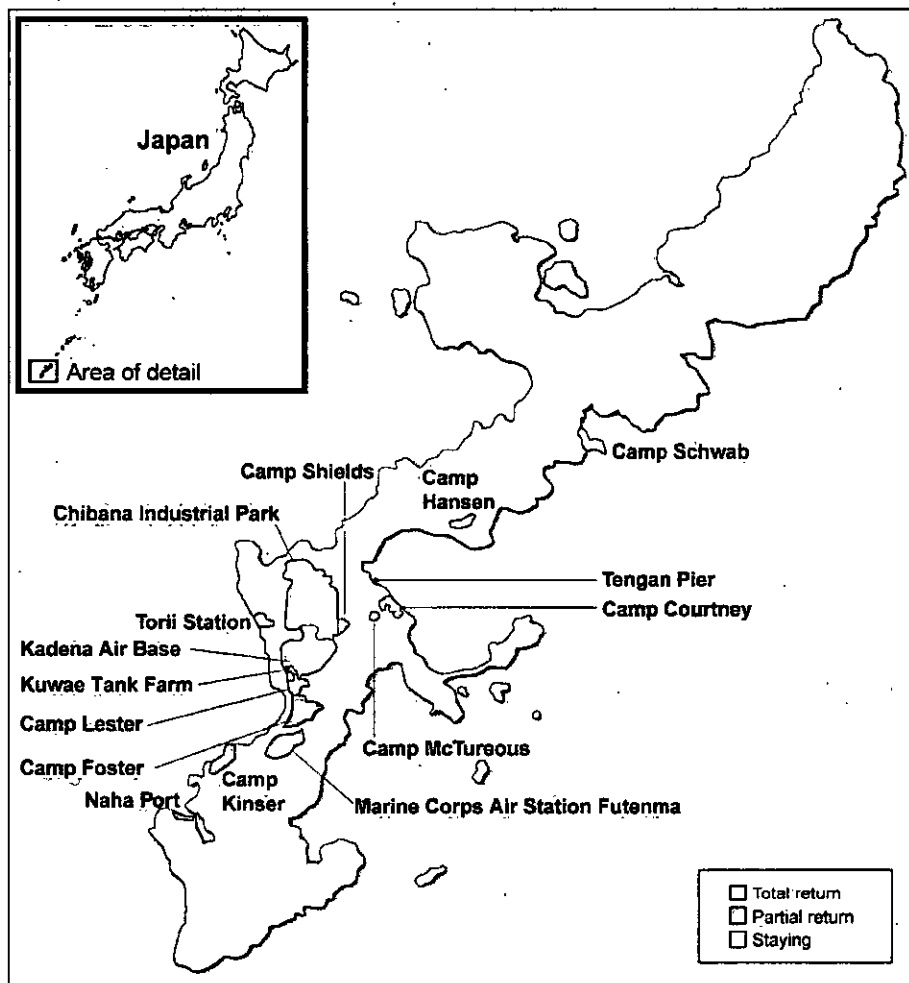 Japan
Area of detail
Camp Schwab
Camp Shields
Camp
Hansen
Chibana Industrial Park
Tengan Pier
Camp Courtney
Torii Station
Kadena Air Base
Kuwae Tank Farm
Camp Lester
Camp McTureous
Camp Foster
Camp
Kinser
Naha Port
Marine Corps Air Station Futenma
Total return
Partial return
Staying